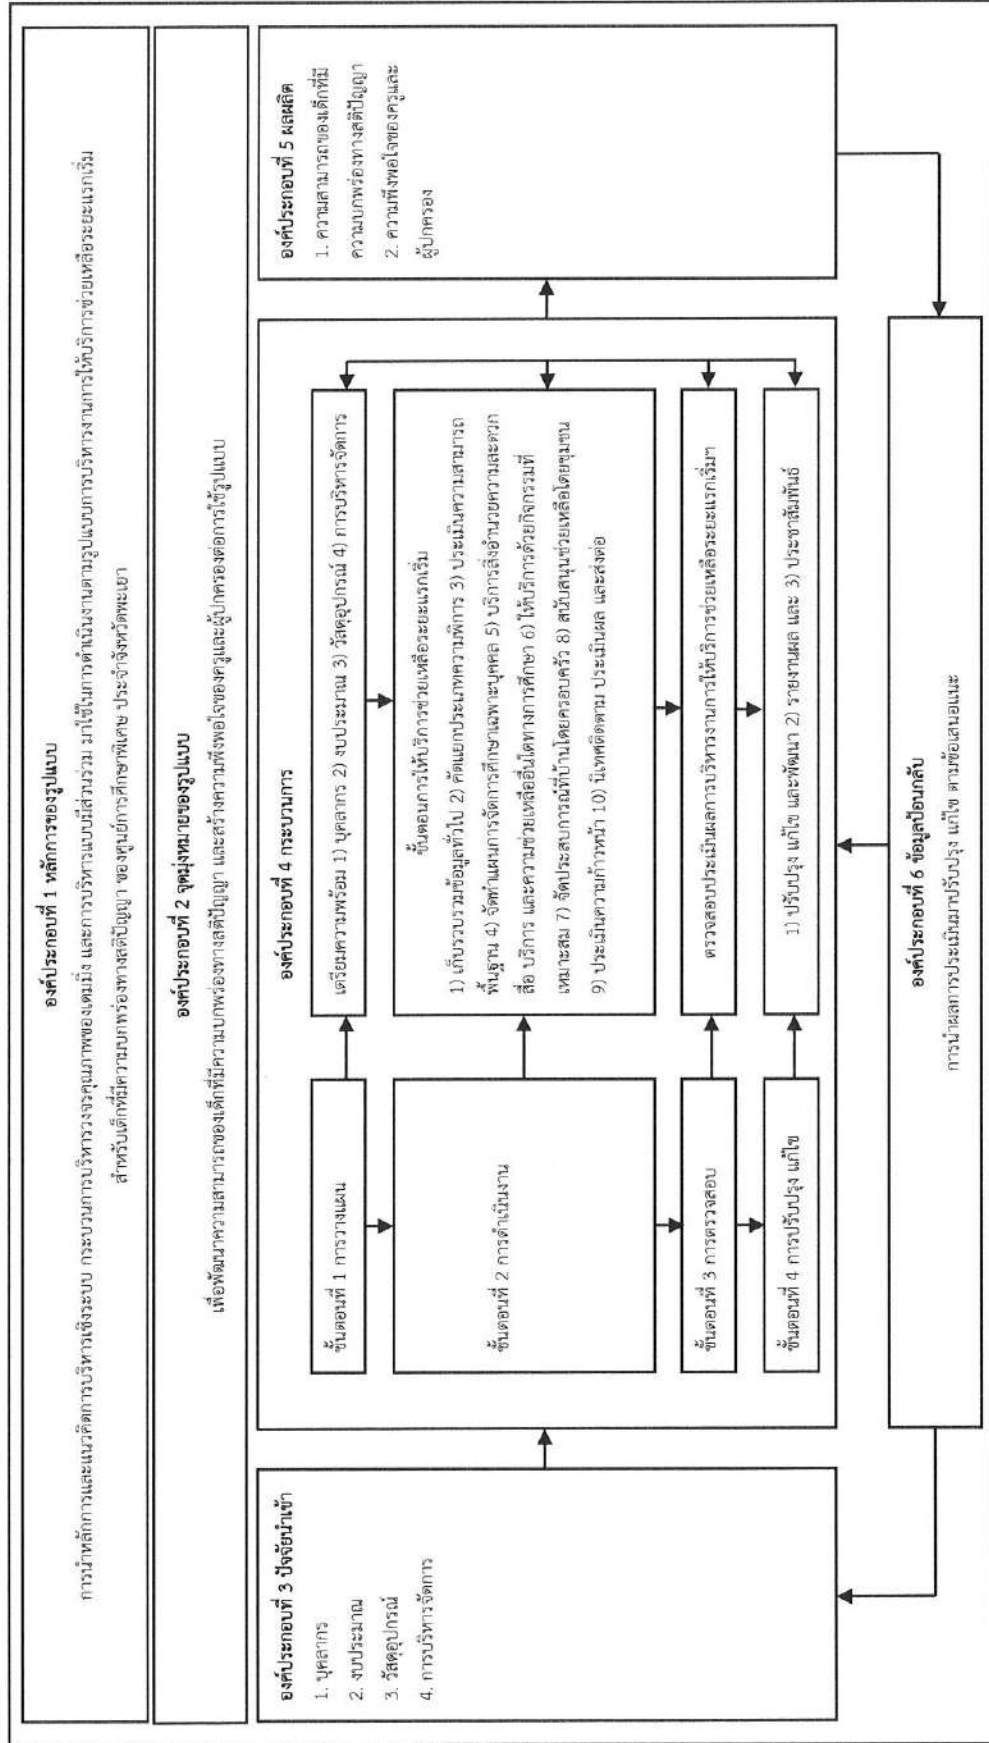 องค์ประกอบที่ 1 หลักการของรูปแบบ
การนำหลักการและแนวคิดการบริหารเชิงระบบ กระบวนการบริหารวงจรคุณภาพของเดมมิ่ง และการบริหารแบบมีส่วนร่วม มาใช้ในการดำเนินงานตามรูปแบบการบริหารงานการให้บริการช่วยเหลือระยะแรกเริ่ม
สำหรับเด็กที่มีความบกพร่องทางสติปัญญา ของศูนย์การศึกษาพิเศษ ประจำจังหวัดพะเยา
องค์ประกอบที่ 2 จุดมุ่งหมายของรูปแบบ
เพื่อพัฒนาความสามารถของเด็กที่มีความบกพร่องทางสติปัญญา และสร้างความพึงพอใจของครูและผู้ปกครองต่อการใช้รูปแบบ
องค์ประกอบที่ 3 ปัจจัยนำเข้า
1. บุคลากร
2. งบประมาณ
3. วัสดุอุปกรณ์
4. การบริหารจัดการ
องค์ประกอบที่ 4 กระบวนการ
ขั้นตอนที่ 1 การวางแผน
เตรียมความพร้อม 1) บุคลากร 2) งบประมาณ 3) วัสดุอุปกรณ์ 4) การบริหารจัดการ
ขั้นตอนที่ 2 การดำเนินงาน
ขั้นตอนการให้บริการช่วยเหลือระยะแรกเริ่ม
1) เก็บรวบรวมข้อมูลทั่วไป 2) คัดแยกประเภทความพิการ 3) ประเมินความสามารถ
พื้นฐาน 4) จัดทำแผนการจัดการศึกษาเฉพาะบุคคล 5) บริการสิ่งอำนวยความสะดวก
สื่อ บริการ และความช่วยเหลืออื่นใดทางการศึกษา 6) ให้บริการด้วยกิจกรรมที่
เหมาะสม 7) จัดประสบการณ์ที่บ้านโดยครอบครัว 8) สนับสนุนช่วยเหลือโดยชุมชน
9) ประเมินความก้าวหน้า 10) นิเทศติดตาม ประเมินผล และส่งต่อ
ขั้นตอนที่ 3 การตรวจสอบ
ตรวจสอบประเมินผลการบริหารงานการให้บริการช่วยเหลือระยะแรกเริ่มฯ
ขั้นตอนที่ 4 การปรับปรุง แก้ไข
1) ปรับปรุง แก้ไข และพัฒนา 2) รายงานผล และ 3) ประชาสัมพันธ์
องค์ประกอบที่ 5 ผลผลิต
1. ความสามารถของเด็กที่มี
ความบกพร่องทางสติปัญญา
2. ความพึงพอใจของครูและ
ผู้ปกครอง
องค์ประกอบที่ 6 ข้อมูลป้อนกลับ
การนำผลการประเมินมาปรับปรุง แก้ไข ตามข้อเสนอแนะ